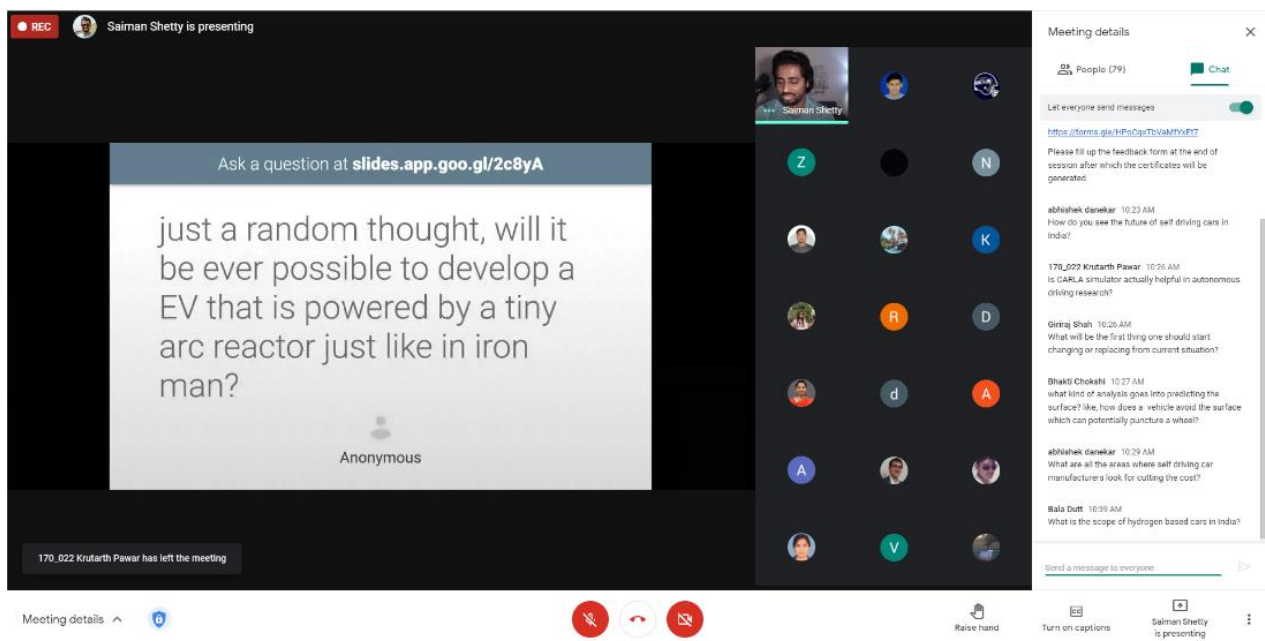 REC
Saiman Shetty is presenting
Ask a question at slides.app.goo.gl/2c8yA
just a random thought, will it
be ever possible to develop a
EV that is powered by a tiny
arc reactor just like in iron
man?
Anonymous
170_022 Krutarth Pawar has left the meeting
Saiman Shetty
Z
N
K
R
D
d
A
A
V
Meeting details
People (79)
Chat
Let everyone send messages
Please fill up the feedback form at the end of
session after which the certificates will be
generated.
abhishek danekar 10:23 AM
How do you see the future of self driving cars in
India?
170_022 Krutarth Pawar 10:26 AM
Is CARLA simulator actually helpful in autonomous
driving research?
Giriraj Shah 10:26 AM
What will be the first thing one should start
changing or replacing from current situation?
Bhakti Chokshi 10:27 AM
what kind of analysis goes into predicting the
surface? like, how does a vehicle avoid the surface
which can potentially puncture a wheel?
abhishek danekar 10:29 AM
What are all the areas where self driving car
manufacturers look for cutting the cost?
Bala Dutt 10:39 AM
What is the scope of hydrogen based cars in India?
Send a message to everyone
Meeting details
Raise hand
CC
Turn on captions
Saiman Shetty
is presenting